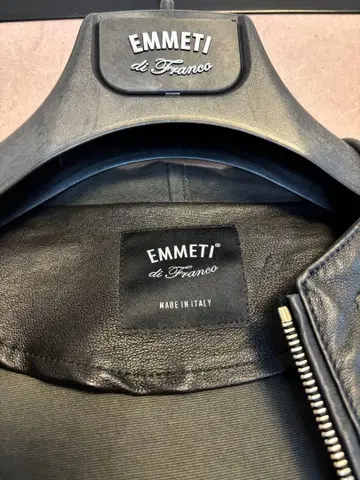 EMMETI
di Franco
EMMETI®
di Franco
MADE IN ITALY